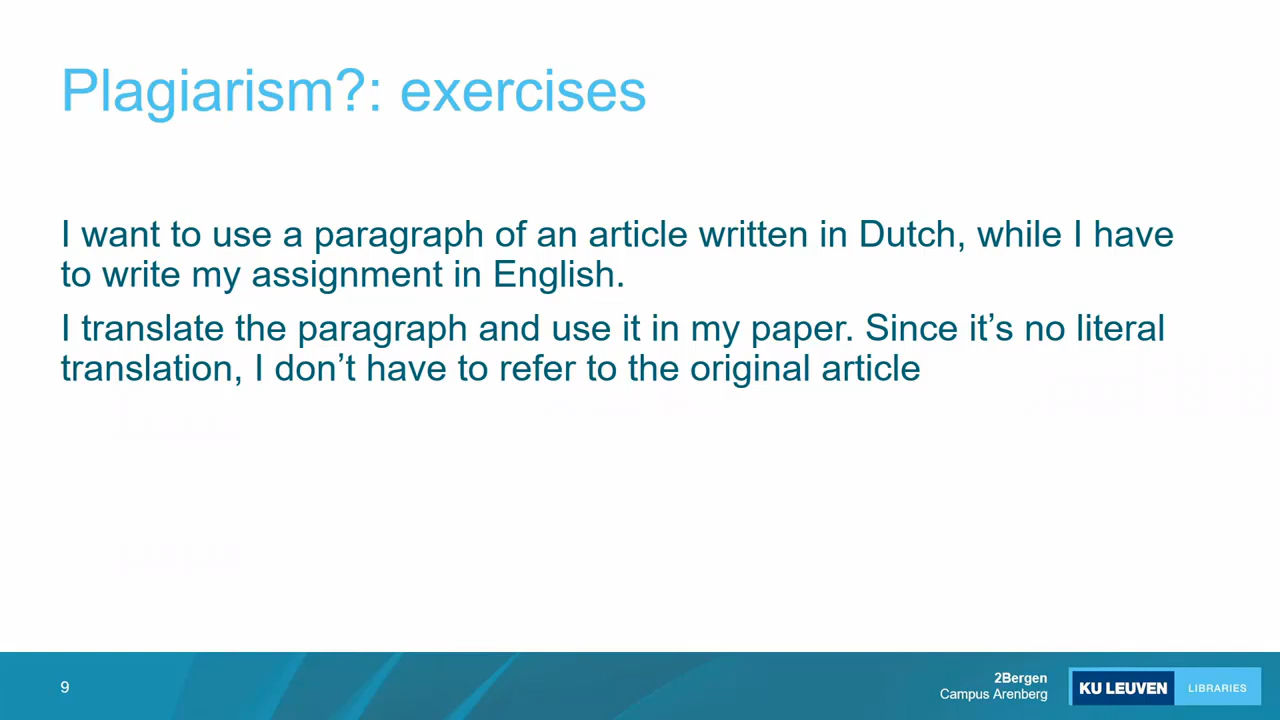 Plagiarism?: exercises
I want to use a paragraph of an article written in Dutch, while I have
to write my assignment in English.
I translate the paragraph and use it in my paper. Since it’s no literal
translation, I don’t have to refer to the original article
9
2Bergen
Campus Arenberg
KU LEUVEN LIBRARIES